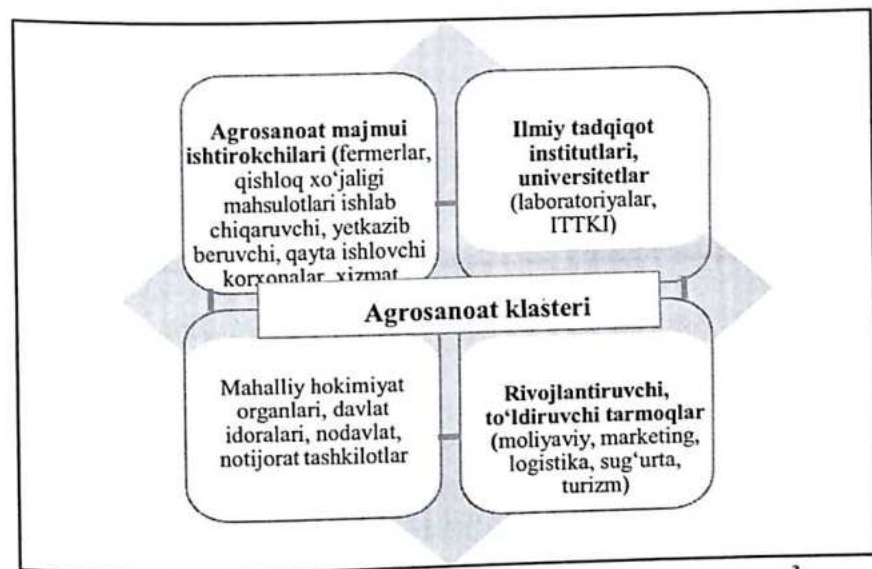 Agrosanoat majmui
ishtirokchilari (fermerlar,
qishloq xo‘jaligi
mahsulotlari ishlab
chiqaruvchi, yetkazib
beruvchi, qayta ishlovchi
korxonalar, xizmat
Ilmiy tadqiqot
institutlari,
universitetlar
(laboratoriyalar,
ITTKI)
Agrosanoat klasteri
Mahalliy hokimiyat
organlari, davlat
idoralari, nodavlat,
notijorat tashkilotlar
Rivojlantiruvchi,
to‘ldiruvchi tarmoqlar
(moliyaviy, marketing,
logistika, sug‘urta,
turizm)